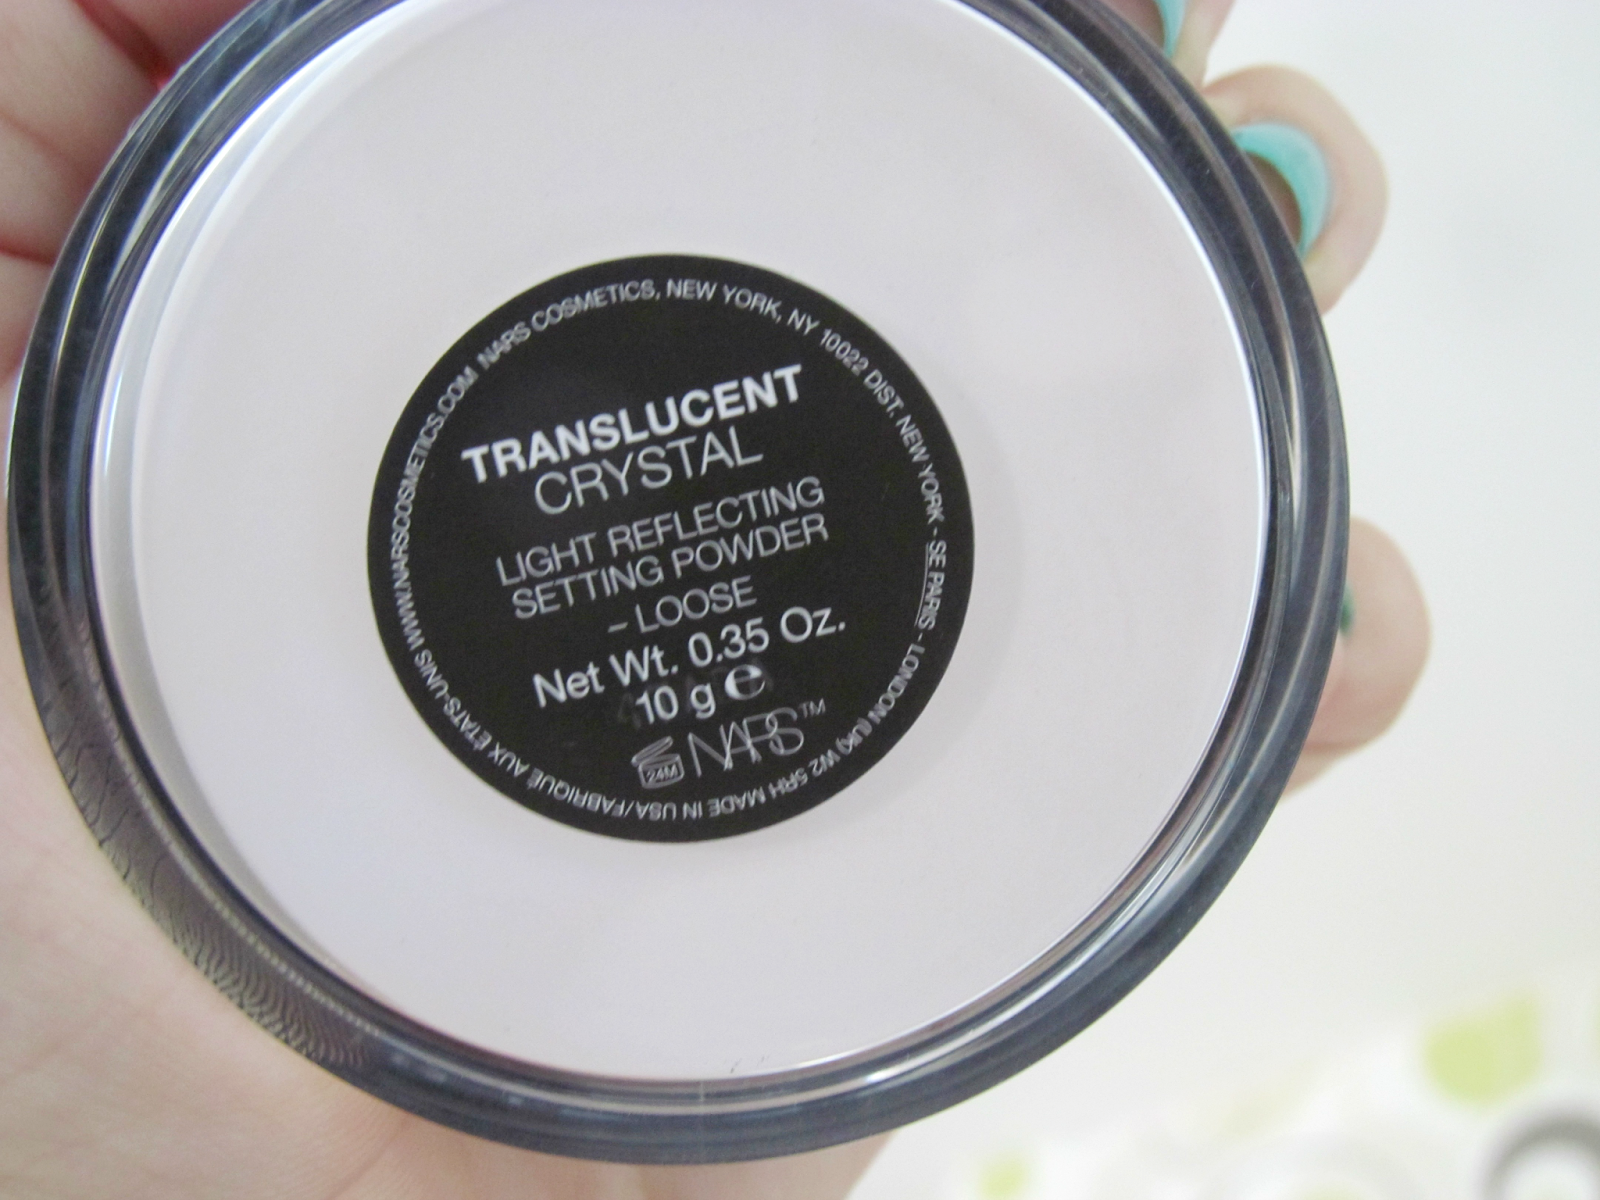 TRANSLUCENT
CRYSTAL
LIGHT REFLECTING
SETTING POWDER
– LOOSE
Net Wt. 0.35 Oz.
10 g ℮
24M NARS™
NARS COSMETICS, NEW YORK, NY 10022 DIST. NEW YORK - SE PARIS - LONDON (UK) W2 5RH MADE IN USA/FABRIQUÉ AUX ÉTATS-UNIS WWW.NARSCOSMETICS.COM